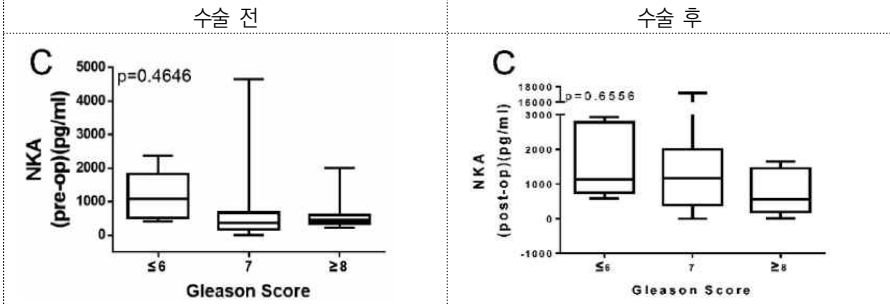 수술 전
수술 후
C
p=0.4646
NKA
(pre-op)(pg/ml)
5000
4000
3000
2000
1000
0
≤6
7
≥8
Gleason Score
C
p=0.6556
NKA
(post-op)(pg/ml)
18000
16000
3000
2000
1000
0
-1000
≤6
7
≥8
Gleason Score